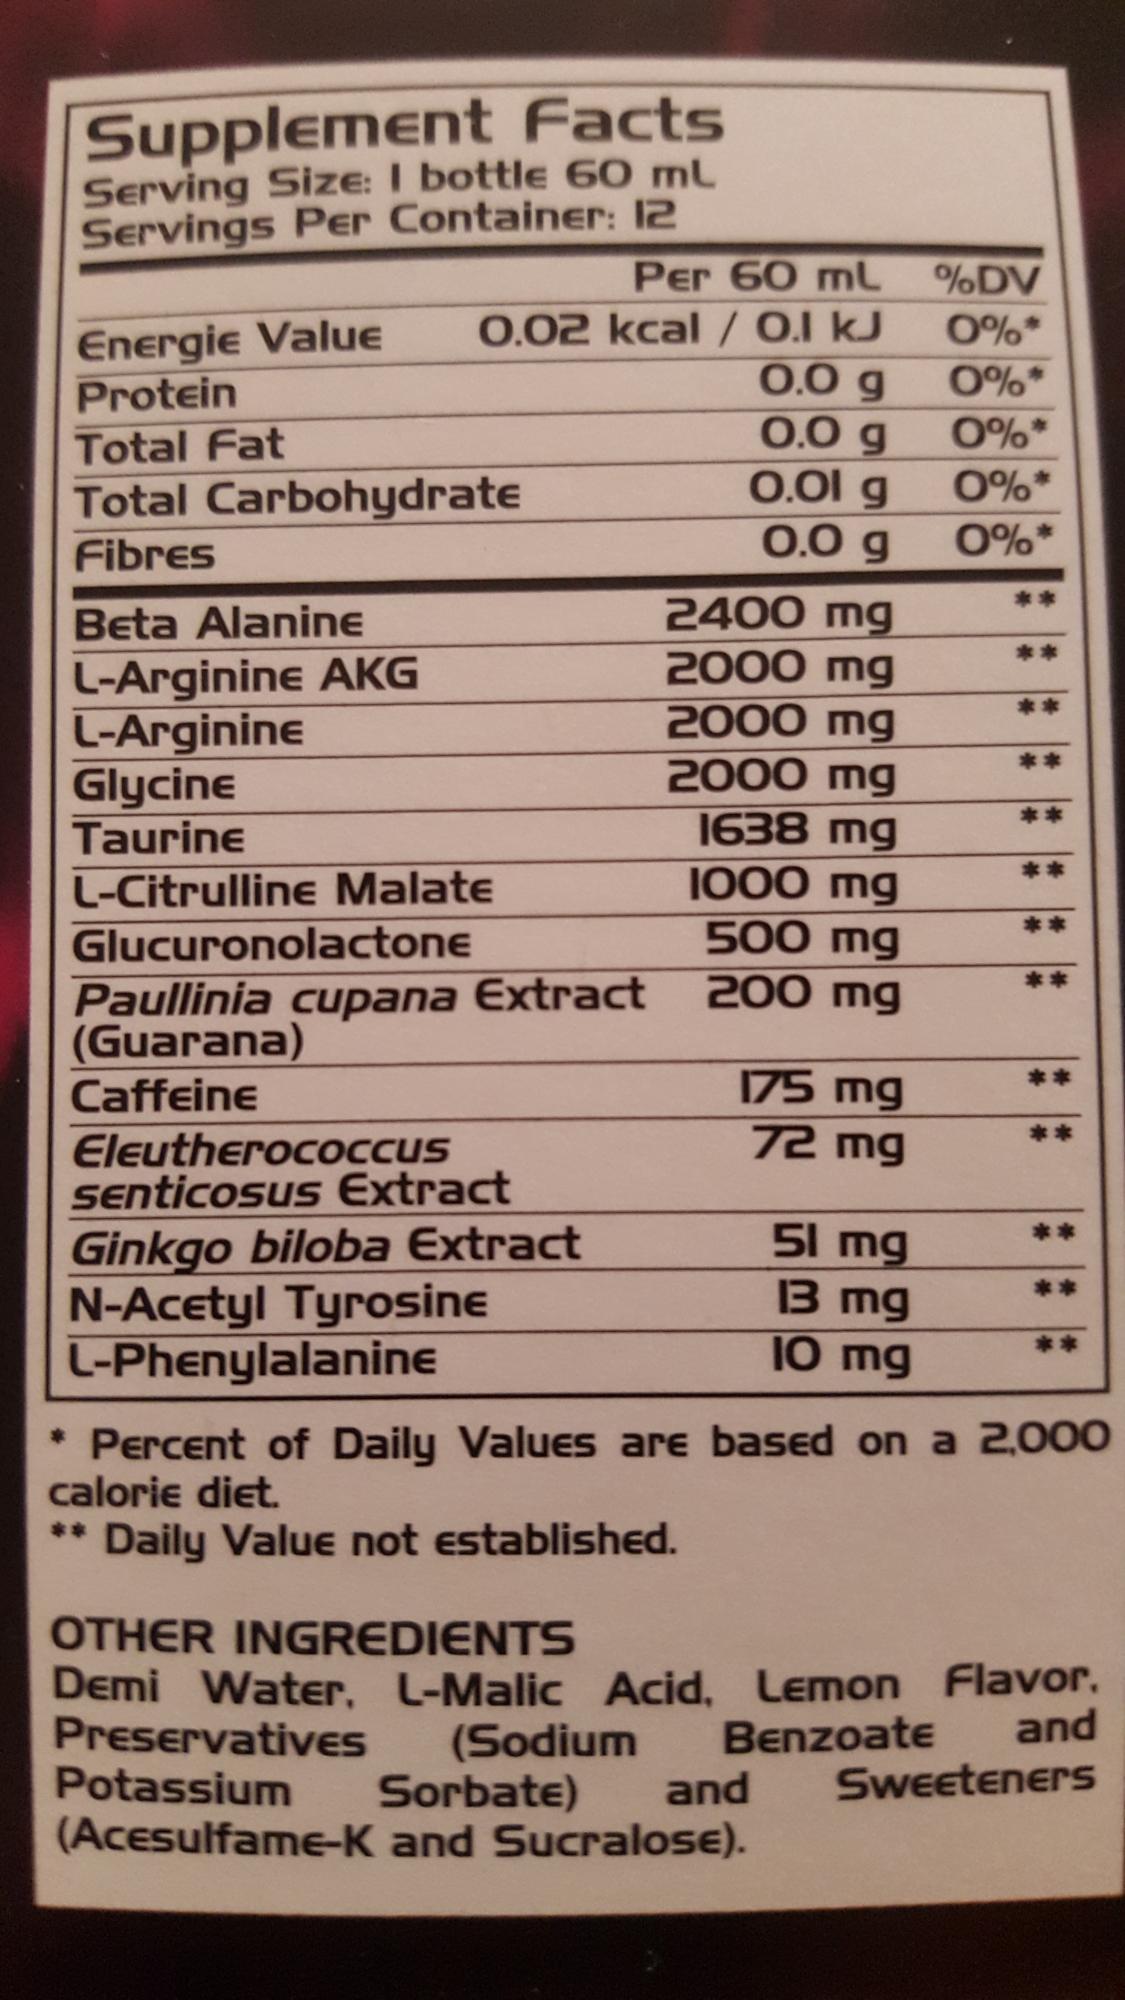 Supplement Facts
Serving Size: 1 bottle 60 mL
Servings Per Container: 12
Per 60 mL %DV
Energie Value 0.02 kcal / 0.1 kJ 0%*
Protein 0.0 g 0%*
Total Fat 0.0 g 0%*
Total Carbohydrate 0.01 g 0%*
Fibres 0.0 g 0%*
Beta Alanine 2400 mg **
L-Arginine AKG 2000 mg **
L-Arginine 2000 mg **
Glycine 2000 mg **
Taurine 1638 mg **
L-Citrulline Malate 1000 mg **
Glucuronolactone 500 mg **
Paullinia cupana Extract 200 mg **
(Guarana)
Caffeine 175 mg **
Eleutherococcus 72 mg **
senticosus Extract
Ginkgo biloba Extract 51 mg **
N-Acetyl Tyrosine 13 mg **
L-Phenylalanine 10 mg **
* Percent of Daily Values are based on a 2,000
calorie diet.
** Daily Value not established.
OTHER INGREDIENTS
Demi Water, L-Malic Acid, Lemon Flavor,
Preservatives (Sodium Benzoate and
Potassium Sorbate) and Sweeteners
(Acesulfame-K and Sucralose).